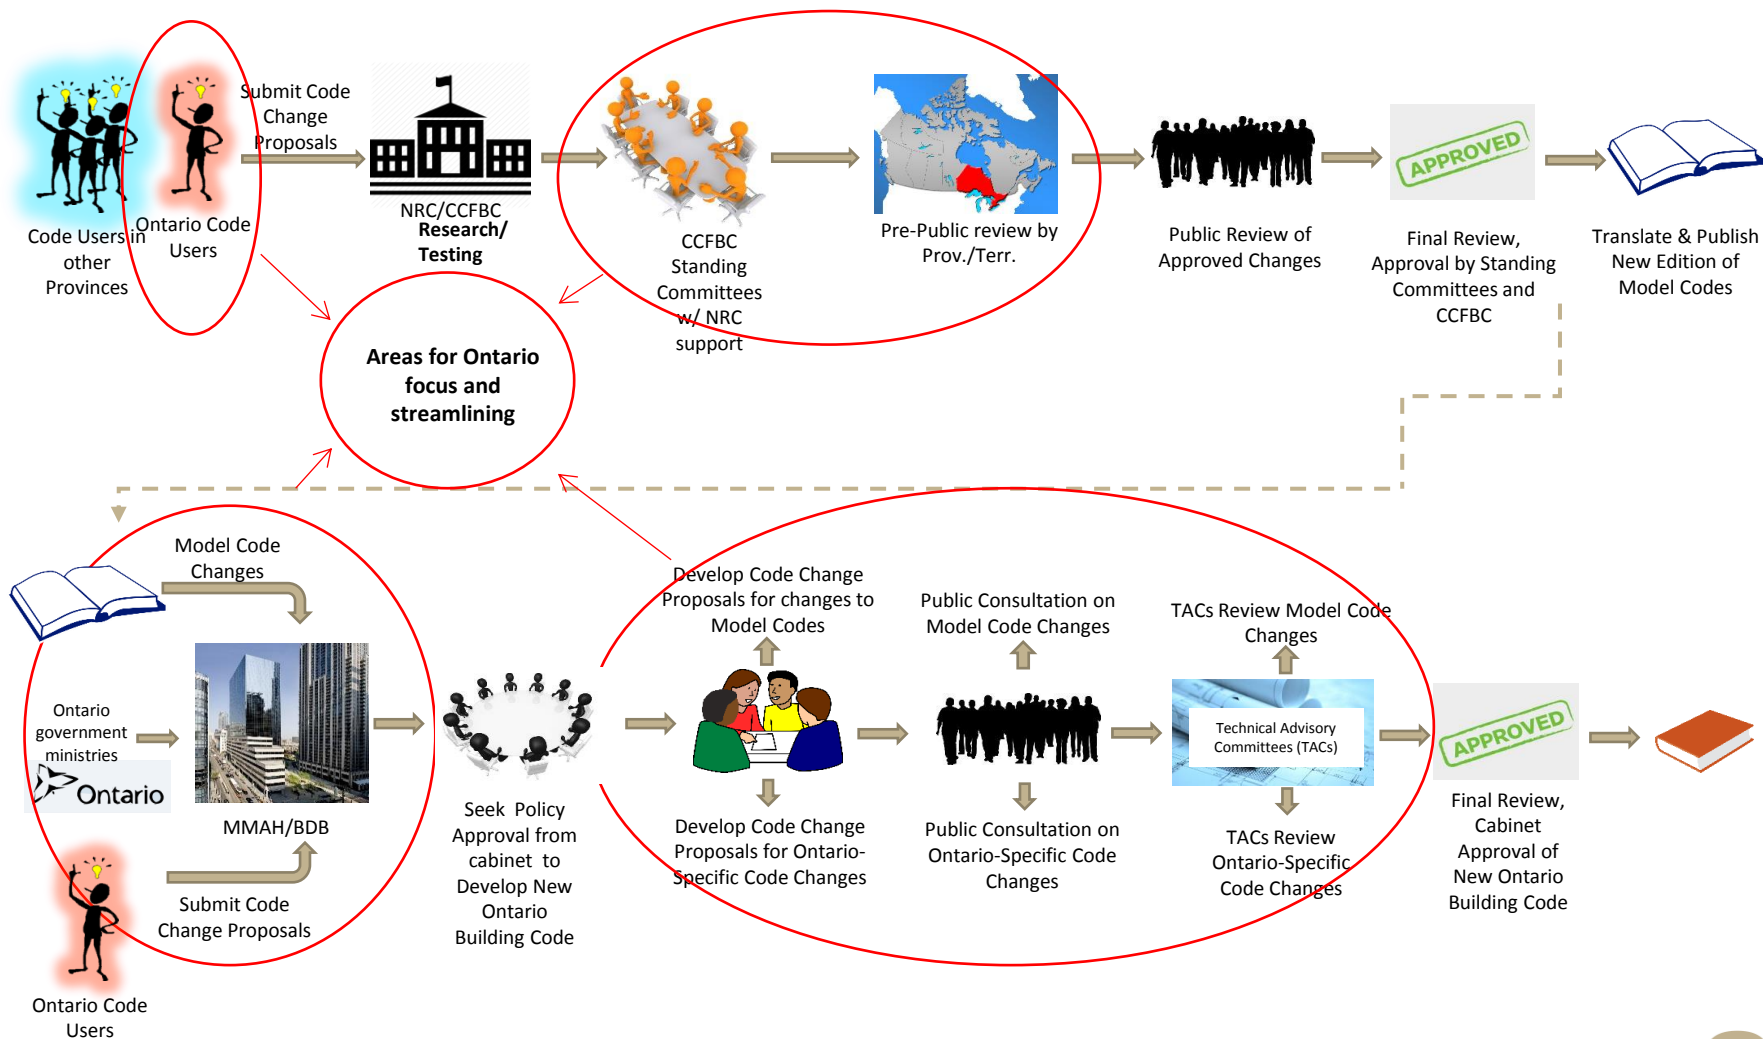 Submit Code
Change
Proposals
Code Users in
other
Provinces
Ontario Code
Users
NRC/CCFBC
Research/
Testing
CCFBC
Standing
Committees
w/ NRC
support
Pre-Public review by
Prov./Terr.
Public Review of
Approved Changes
APPROVED
Final Review,
Approval by Standing
Committees and
CCFBC
Translate & Publish
New Edition of
Model Codes
Areas for Ontario
focus and
streamlining
Model Code
Changes
Ontario
government
ministries
Ontario
MMAH/BDB
Submit Code
Change Proposals
Ontario Code
Users
Seek Policy
Approval from
cabinet to
Develop New
Ontario
Building Code
Develop Code Change
Proposals for changes to
Model Codes
Develop Code Change
Proposals for Ontario-
Specific Code Changes
Public Consultation on
Model Code Changes
Public Consultation on
Ontario-Specific Code
Changes
TACs Review Model Code
Changes
Technical Advisory
Committees (TACs)
TACs Review
Ontario-Specific
Code Changes
APPROVED
Final Review,
Cabinet
Approval of
New Ontario
Building Code